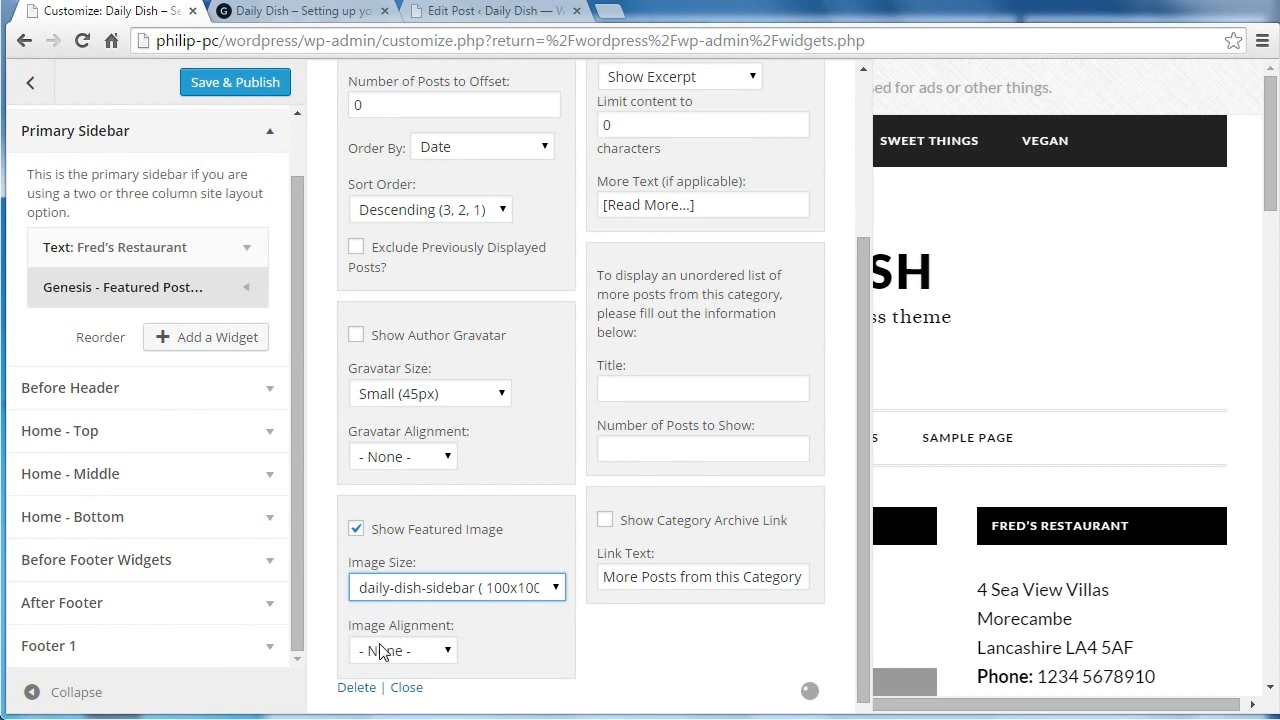 Customize: Daily Dish – Se
Daily Dish – Setting up yo
Edit Post ‹ Daily Dish — W
philip-pc/wordpress/wp-admin/customize.php?return=%2Fwordpress%2Fwp-admin%2Fwidgets.php
Save & Publish
Primary Sidebar
This is the primary sidebar if you are
using a two or three column site layout
option.
Text: Fred's Restaurant
Genesis - Featured Post...
Reorder
Add a Widget
Before Header
Home - Top
Home - Middle
Home - Bottom
Before Footer Widgets
After Footer
Footer 1
Collapse
Number of Posts to Offset:
0
Order By: Date
Sort Order:
Descending (3, 2, 1)
Exclude Previously Displayed
Posts?
Show Author Gravatar
Gravatar Size:
Small (45px)
Gravatar Alignment:
- None -
Show Featured Image
Image Size:
daily-dish-sidebar ( 100x100
Image Alignment:
- None -
Delete | Close
Show Excerpt
Limit content to
0
characters
More Text (if applicable):
[Read More...]
To display an unordered list of
more posts from this category,
please fill out the information
below:
Title:
Number of Posts to Show:
Show Category Archive Link
Link Text:
More Posts from this Category
sed for ads or other things.
SWEET THINGS VEGAN
SH
ss theme
S SAMPLE PAGE
FRED'S RESTAURANT
4 Sea View Villas
Morecambe
Lancashire LA4 5AF
Phone: 1234 5678910